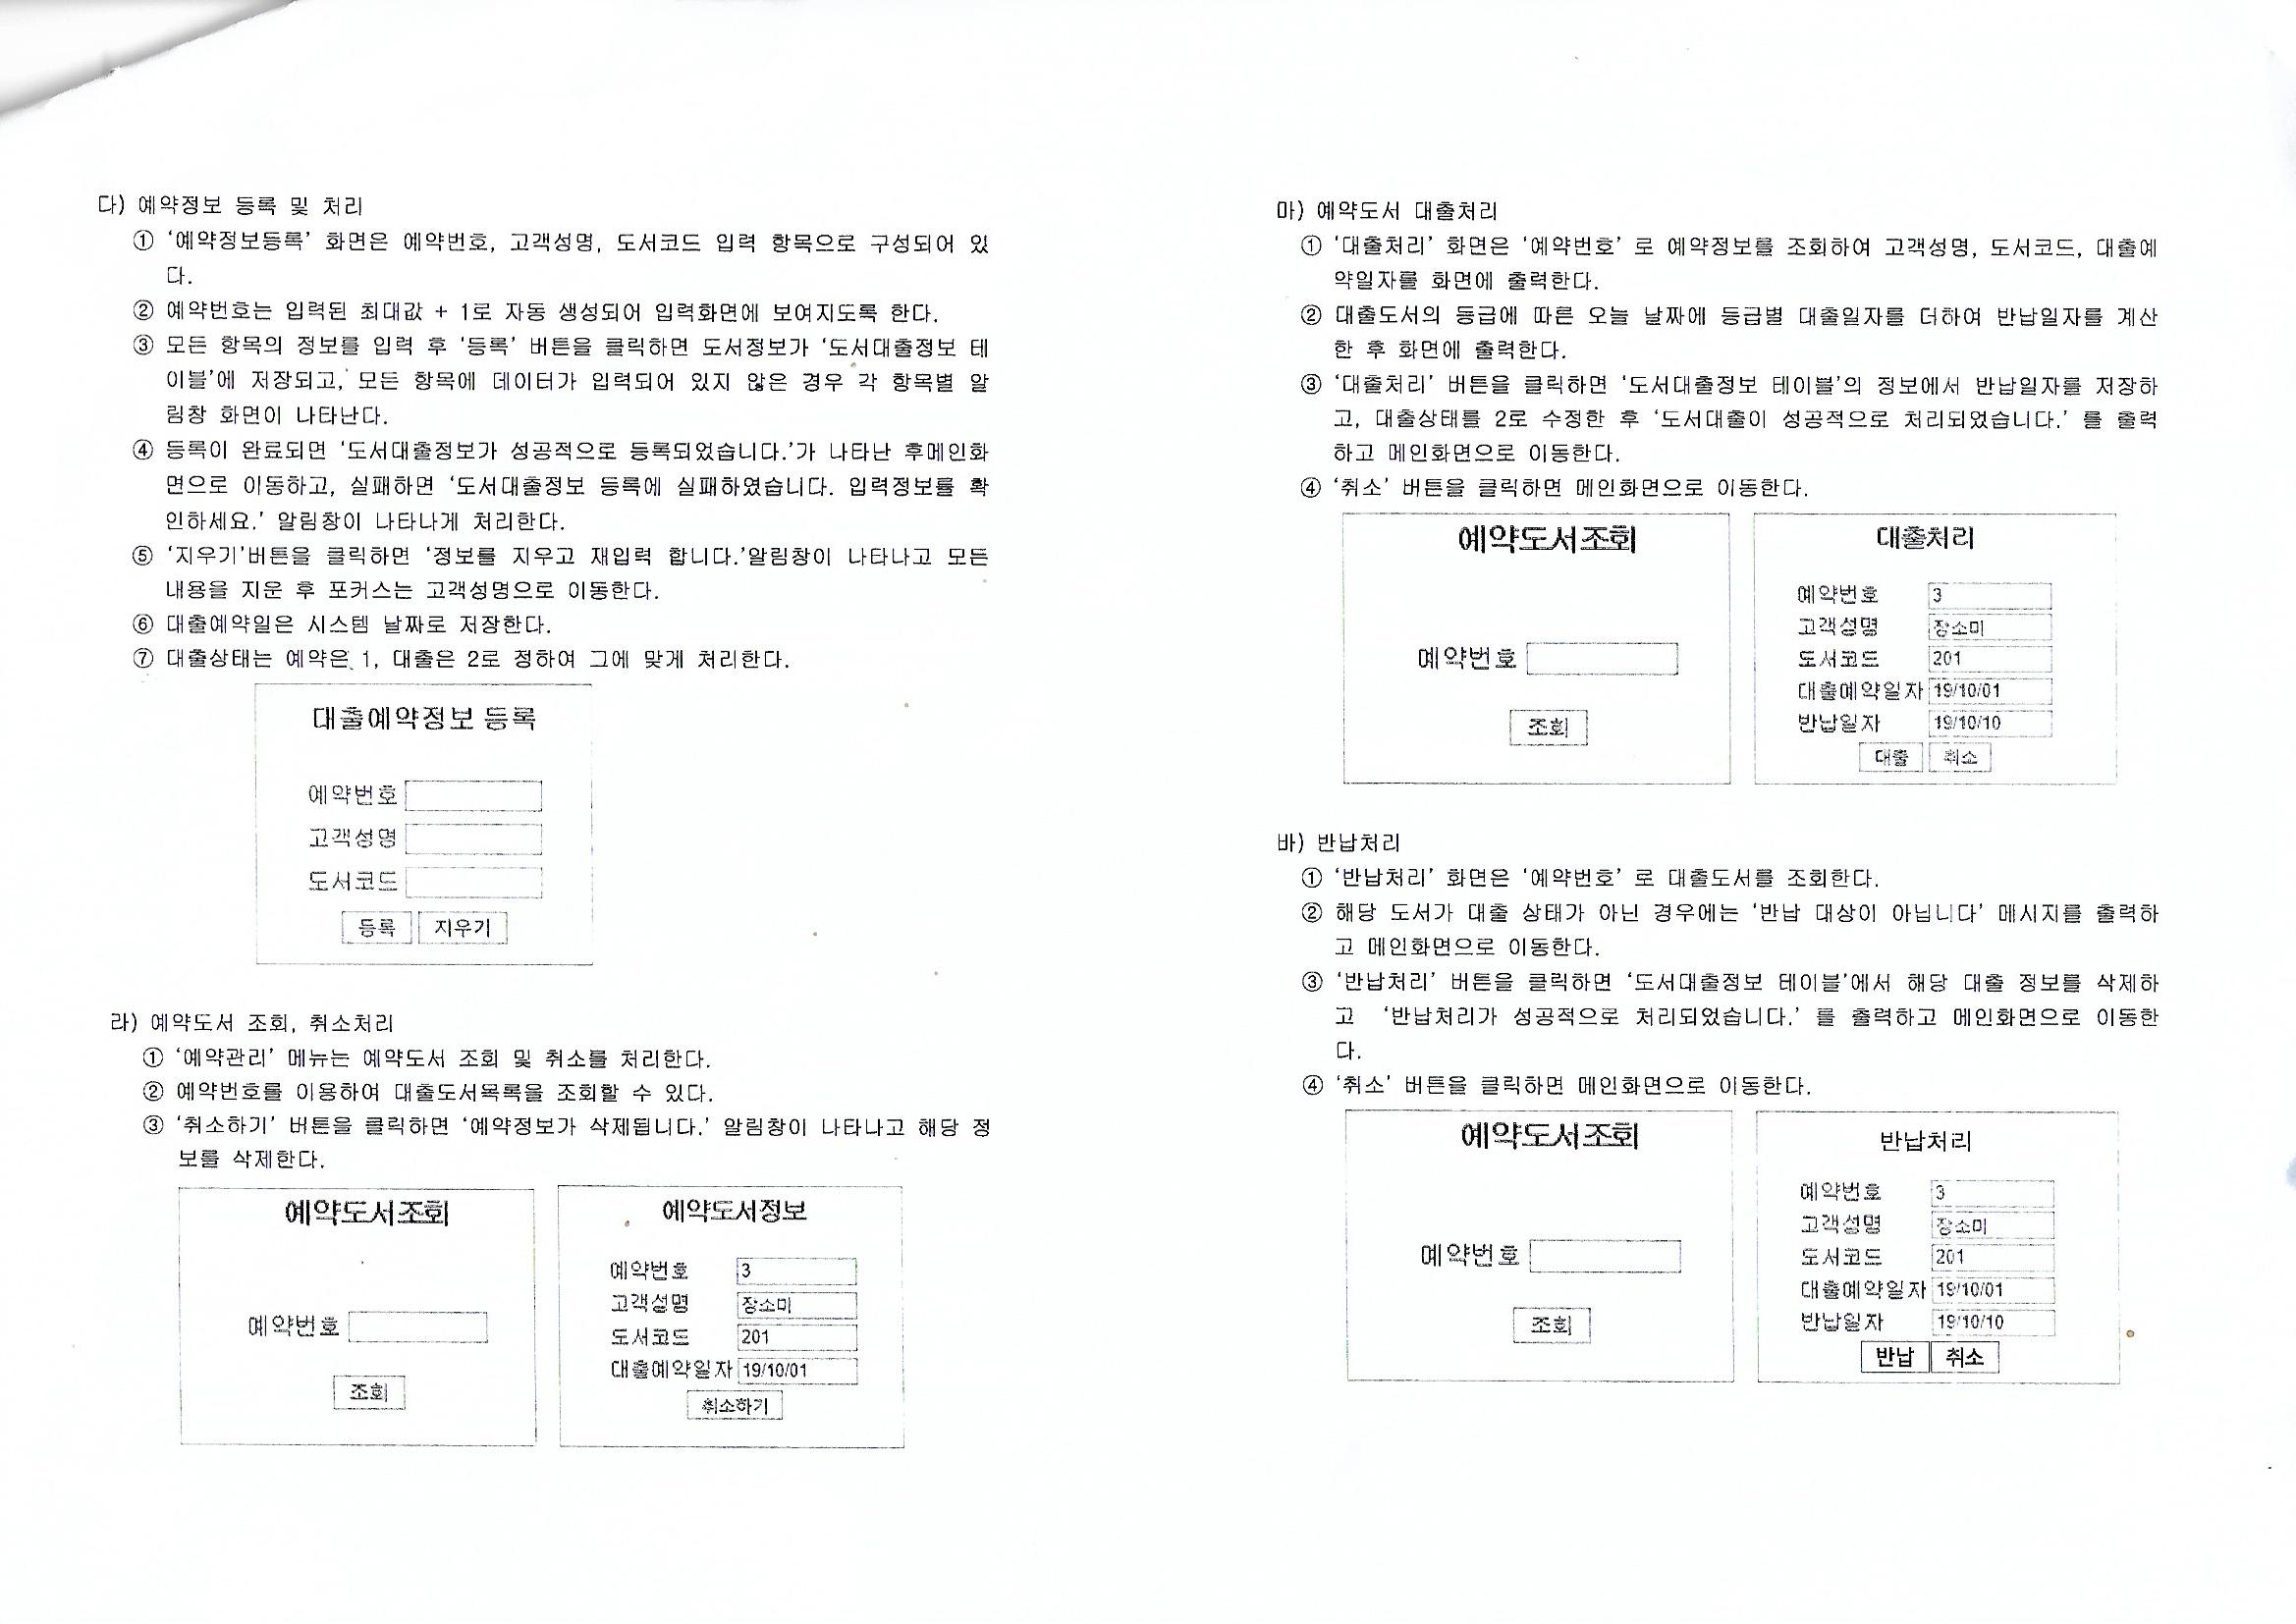 다) 예약정보 등록 및 처리
① ‘예약정보등록’ 화면은 예약번호, 고객성명, 도서코드 입력 항목으로 구성되어 있
다.
② 예약번호는 입력된 최대값 + 1로 자동 생성되어 입력화면에 보여지도록 한다.
③ 모든 항목의 정보를 입력 후 ‘등록’ 버튼을 클릭하면 도서정보가 ‘도서대출정보 테
이블’에 저장되고, 모든 항목에 데이터가 입력되어 있지 않은 경우 각 항목별 알
림창 화면이 나타난다.
④ 등록이 완료되면 ‘도서대출정보가 성공적으로 등록되었습니다.’가 나타난 후메인화
면으로 이동하고, 실패하면 ‘도서대출정보 등록에 실패하였습니다. 입력정보를 확
인하세요.’ 알림창이 나타나게 처리한다.
⑤ ‘지우기’버튼을 클릭하면 ‘정보를 지우고 재입력 합니다.’알림창이 나타나고 모든
내용을 지운 후 포커스는 고객성명으로 이동한다.
⑥ 대출예약일은 시스템 날짜로 저장한다.
⑦ 대출상태는 예약은 1, 대출은 2로 정하여 그에 맞게 처리한다.
대출예약정보 등록
예약번호
고객성명
도서코드
등록 지우기
라) 예약도서 조회, 취소처리
① ‘예약관리’ 메뉴는 예약도서 조회 및 취소를 처리한다.
② 예약번호를 이용하여 대출도서목록을 조회할 수 있다.
③ ‘취소하기’ 버튼을 클릭하면 ‘예약정보가 삭제됩니다.’ 알림창이 나타나고 해당 정
보를 삭제한다.
예약도서조회
예약번호
조회
예약도서정보
예약번호 3
고객성명 장소미
도서코드 201
대출예약일자 19/10/01
취소하기
마) 예약도서 대출처리
① ‘대출처리’ 화면은 ‘예약번호’ 로 예약정보를 조회하여 고객성명, 도서코드, 대출예
약일자를 화면에 출력한다.
② 대출도서의 등급에 따른 오늘 날짜에 등급별 대출일자를 더하여 반납일자를 계산
한 후 화면에 출력한다.
③ ‘대출처리’ 버튼을 클릭하면 ‘도서대출정보 테이블’의 정보에서 반납일자를 저장하
고, 대출상태를 2로 수정한 후 ‘도서대출이 성공적으로 처리되었습니다.’ 를 출력
하고 메인화면으로 이동한다.
④ ‘취소’ 버튼을 클릭하면 메인화면으로 이동한다.
예약도서조회
예약번호
조회
대출처리
예약번호 3
고객성명 장소미
도서코드 201
대출예약일자 19/10/01
반납일자 19/10/10
대출 취소
바) 반납처리
① ‘반납처리’ 화면은 ‘예약번호’ 로 대출도서를 조회한다.
② 해당 도서가 대출 상태가 아닌 경우에는 ‘반납 대상이 아닙니다’ 메시지를 출력하
고 메인화면으로 이동한다.
③ ‘반납처리’ 버튼을 클릭하면 ‘도서대출정보 테이블’에서 해당 대출 정보를 삭제하
고 ‘반납처리가 성공적으로 처리되었습니다.’ 를 출력하고 메인화면으로 이동한
다.
④ ‘취소’ 버튼을 클릭하면 메인화면으로 이동한다.
예약도서조회
예약번호
조회
반납처리
예약번호 3
고객성명 장소미
도서코드 201
대출예약일자 19/10/01
반납일자 19/10/10
반납 취소